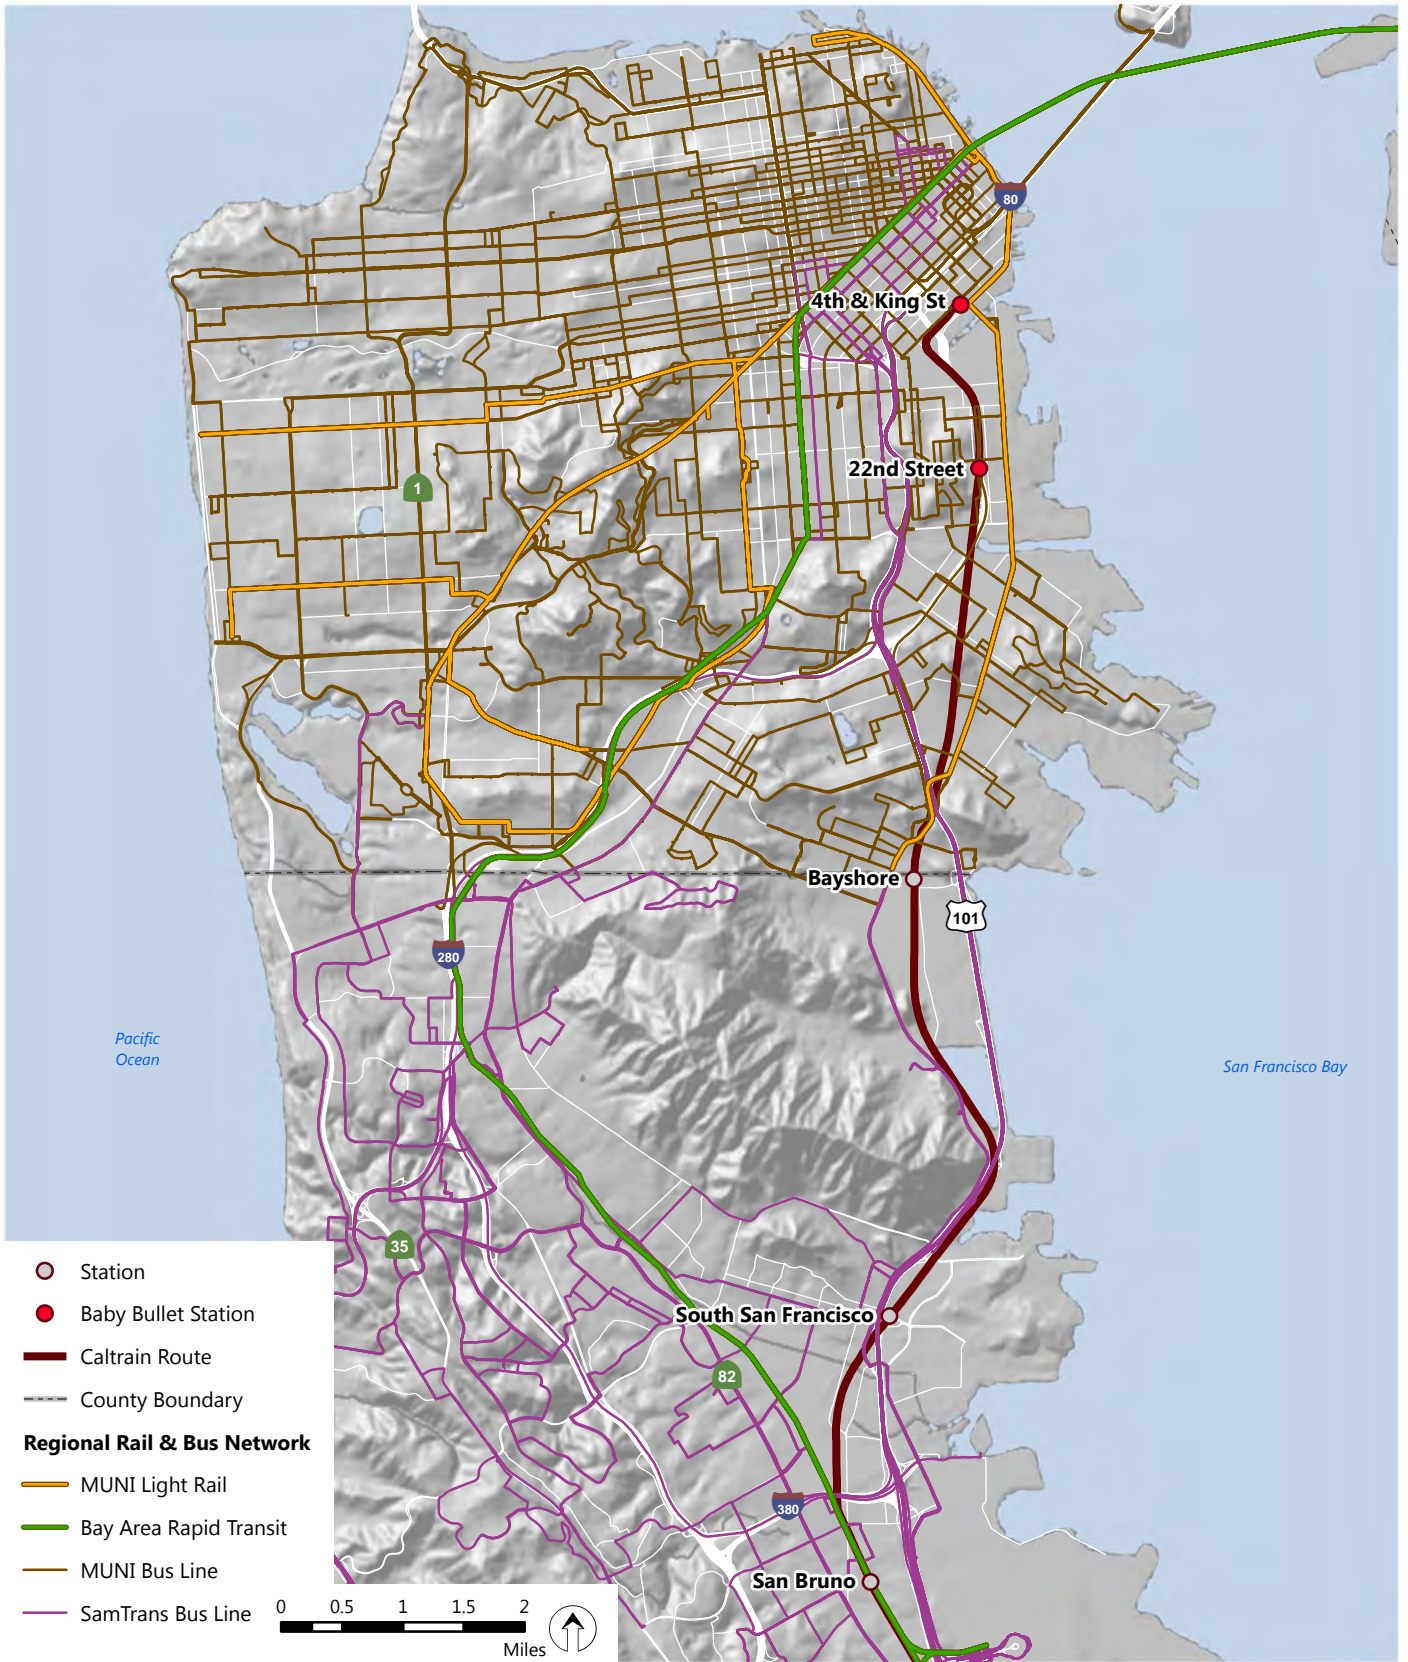 80
4th & King St
22nd Street
1
Bayshore
101
280
Pacific
Ocean
San Francisco Bay
35
South San Francisco
82
380
San Bruno
Station
Baby Bullet Station
Caltrain Route
County Boundary
Regional Rail & Bus Network
MUNI Light Rail
Bay Area Rapid Transit
MUNI Bus Line
SamTrans Bus Line
0 0.5 1 1.5 2
Miles